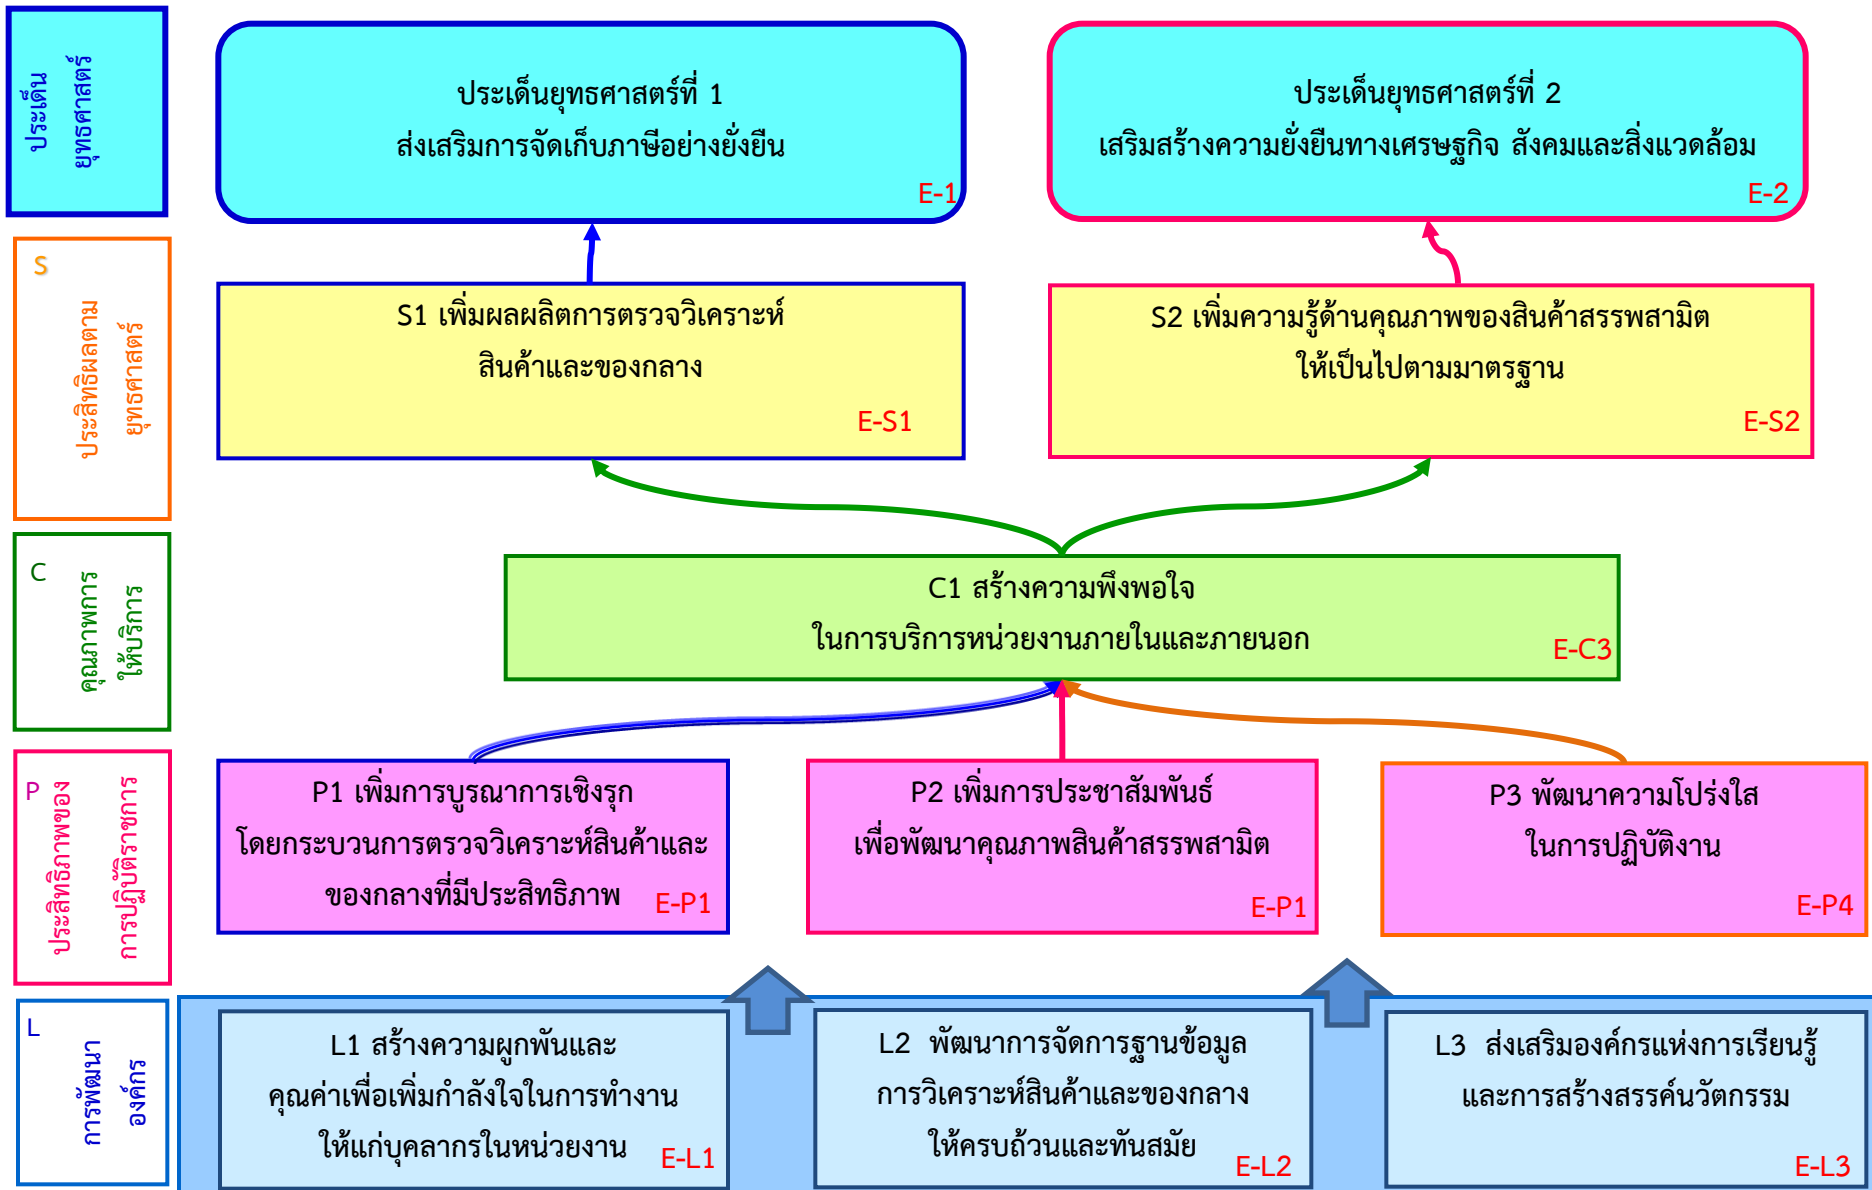 ประเด็น
ยุทธศาสตร์
ประเด็นยุทธศาสตร์ที่ 1
ส่งเสริมการจัดเก็บภาษีอย่างยั่งยืน
E-1
ประเด็นยุทธศาสตร์ที่ 2
เสริมสร้างความยั่งยืนทางเศรษฐกิจ สังคมและสิ่งแวดล้อม
E-2
S
ประสิทธิผลตาม
ยุทธศาสตร์
S1 เพิ่มผลผลิตการตรวจวิเคราะห์
สินค้าและของกลาง
E-S1
S2 เพิ่มความรู้ด้านคุณภาพของสินค้าสรรพสามิต
ให้เป็นไปตามมาตรฐาน
E-S2
C
คุณภาพการ
ให้บริการ
C1 สร้างความพึงพอใจ
ในการบริการหน่วยงานภายในและภายนอก
E-C3
P
ประสิทธิภาพของ
การปฏิบัติราชการ
P1 เพิ่มการบูรณาการเชิงรุก
โดยกระบวนการตรวจวิเคราะห์สินค้าและ
ของกลางที่มีประสิทธิภาพ
E-P1
P2 เพิ่มการประชาสัมพันธ์
เพื่อพัฒนาคุณภาพสินค้าสรรพสามิต
E-P1
P3 พัฒนาความโปร่งใส
ในการปฏิบัติงาน
E-P4
L
การพัฒนา
องค์กร
L1 สร้างความผูกพันและ
คุณค่าเพื่อเพิ่มกำลังใจในการทำงาน
ให้แก่บุคลากรในหน่วยงาน
E-L1
L2 พัฒนาการจัดการฐานข้อมูล
การวิเคราะห์สินค้าและของกลาง
ให้ครบถ้วนและทันสมัย
E-L2
L3 ส่งเสริมองค์กรแห่งการเรียนรู้
และการสร้างสรรค์นวัตกรรม
E-L3